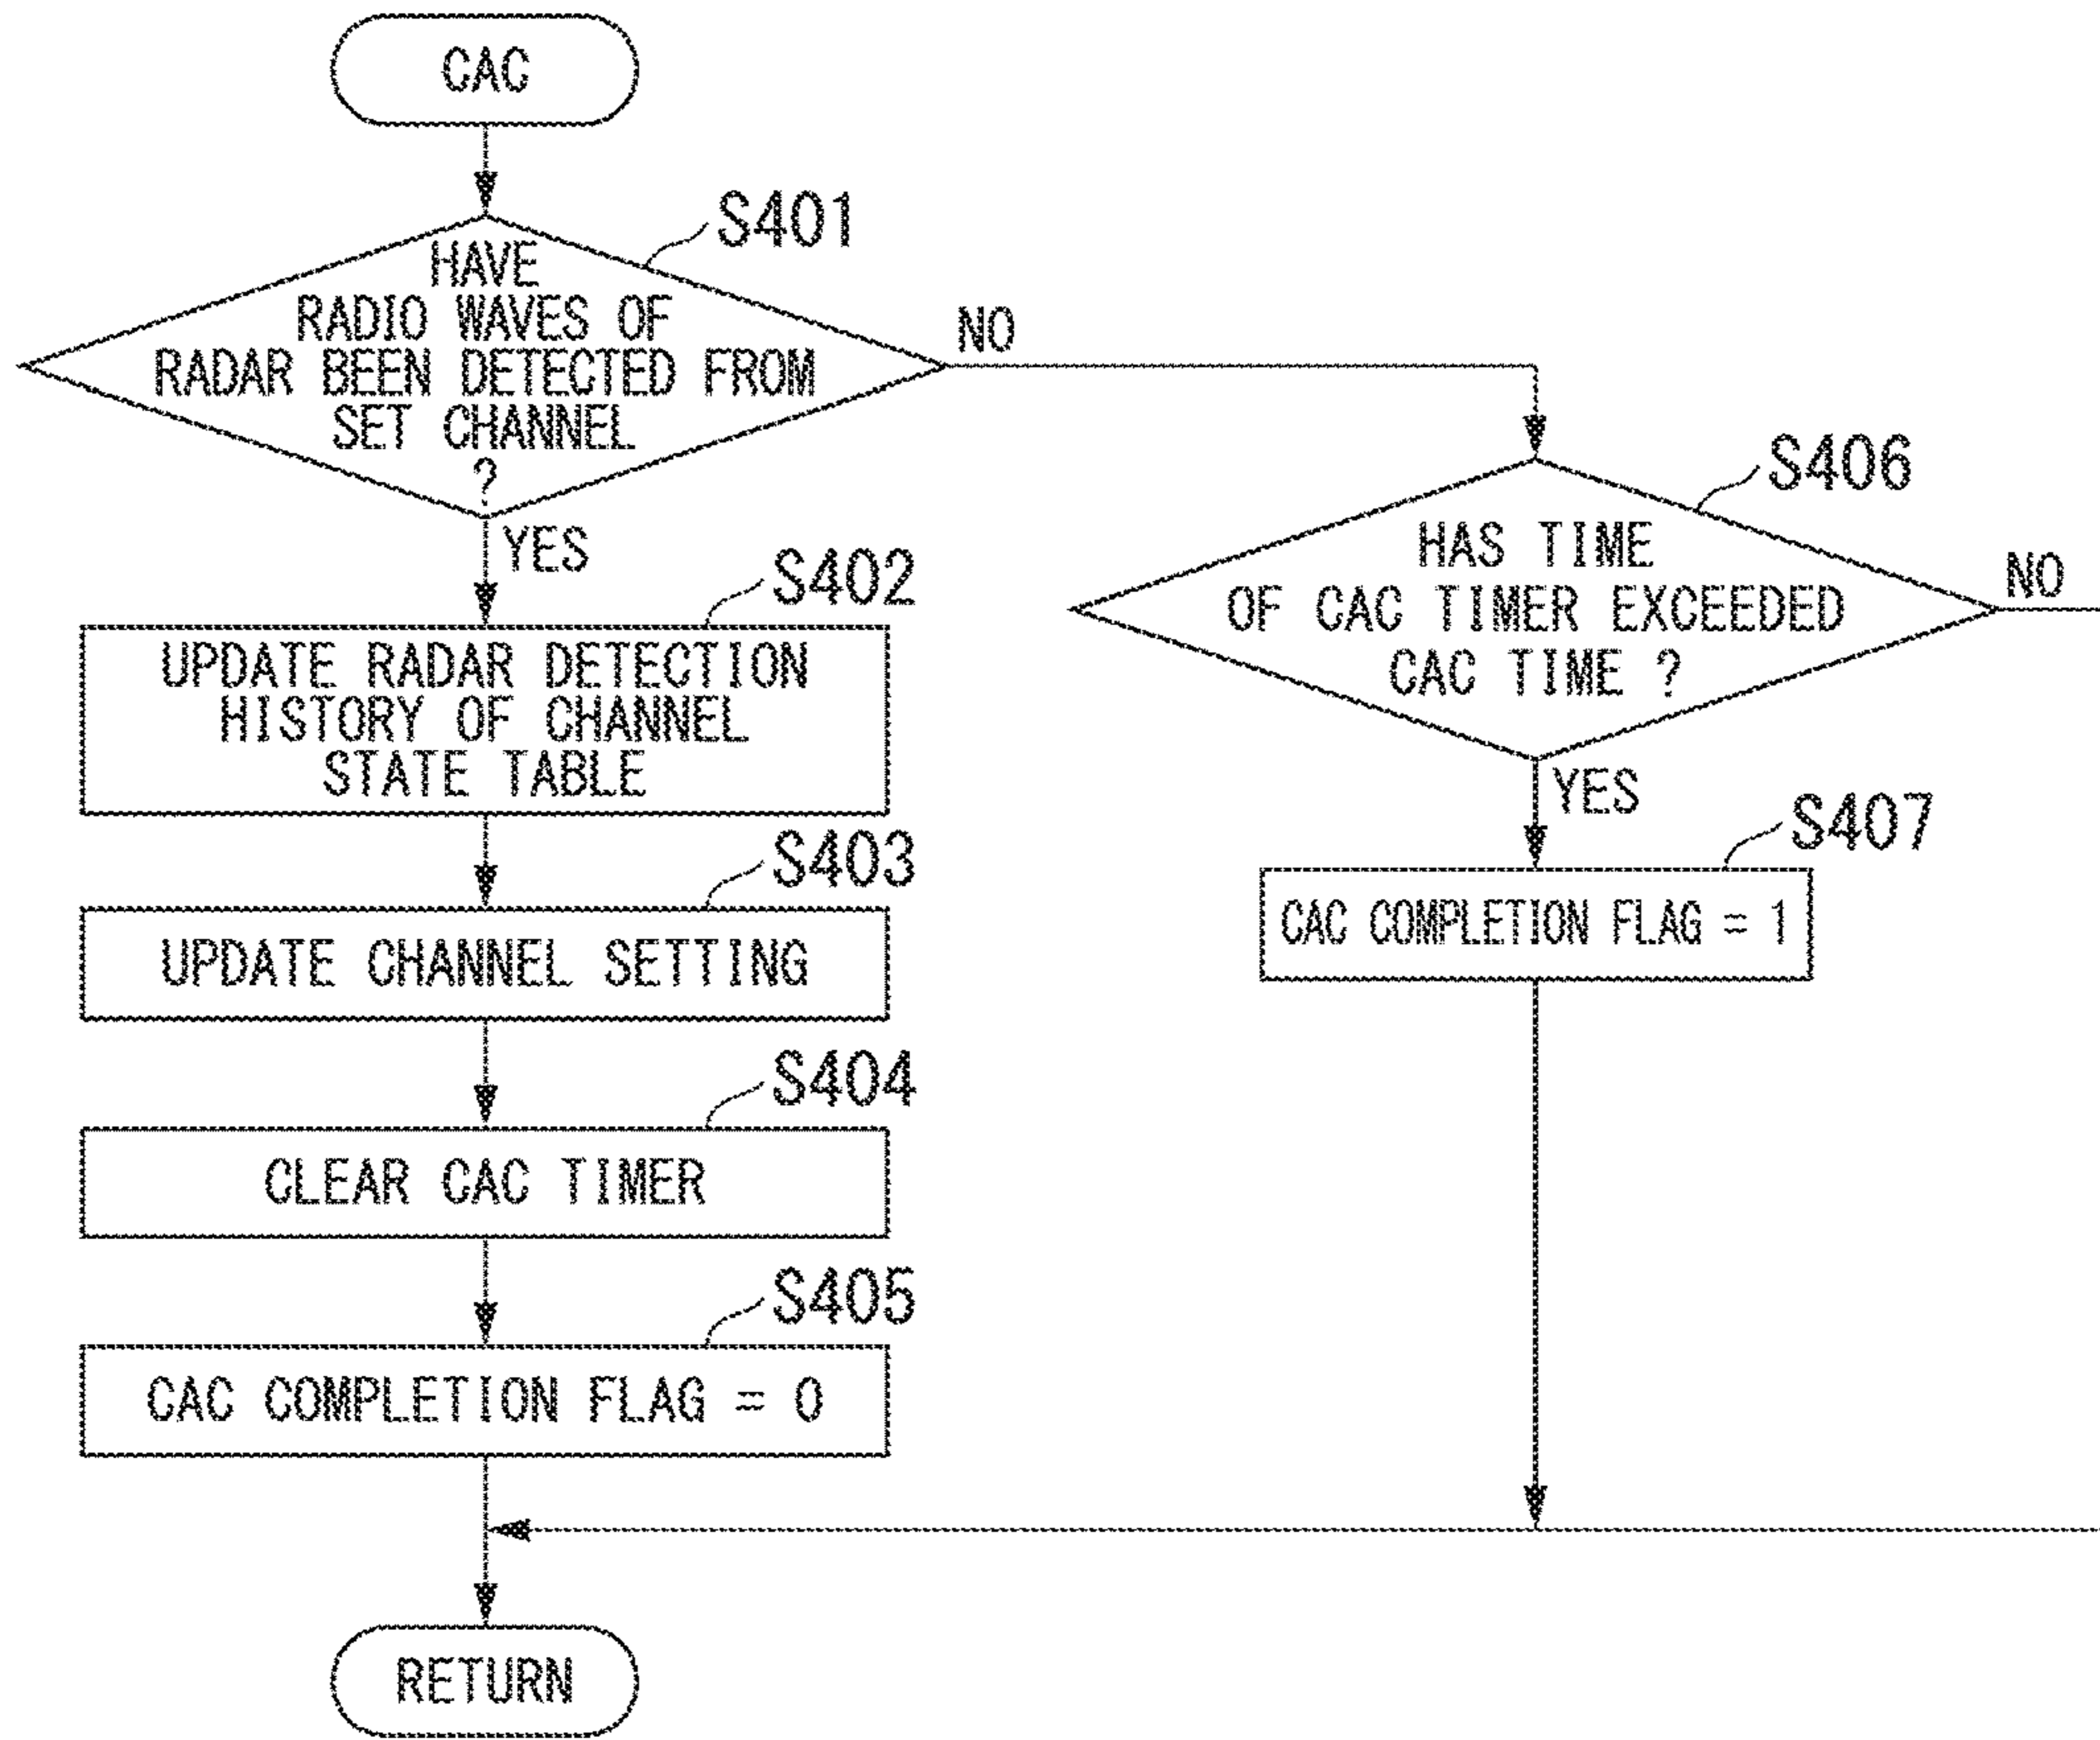 CAC
S401
HAVE
RADIO WAVES OF
RADAR BEEN DETECTED FROM
SET CHANNEL
?
NO
YES
S402
UPDATE RADAR DETECTION
HISTORY OF CHANNEL
STATE TABLE
S403
UPDATE CHANNEL SETTING
S404
CLEAR CAC TIMER
S405
CAC COMPLETION FLAG = 0
S406
HAS TIME
OF CAC TIMER EXCEEDED
CAC TIME ?
NO
YES
S407
CAC COMPLETION FLAG = 1
RETURN